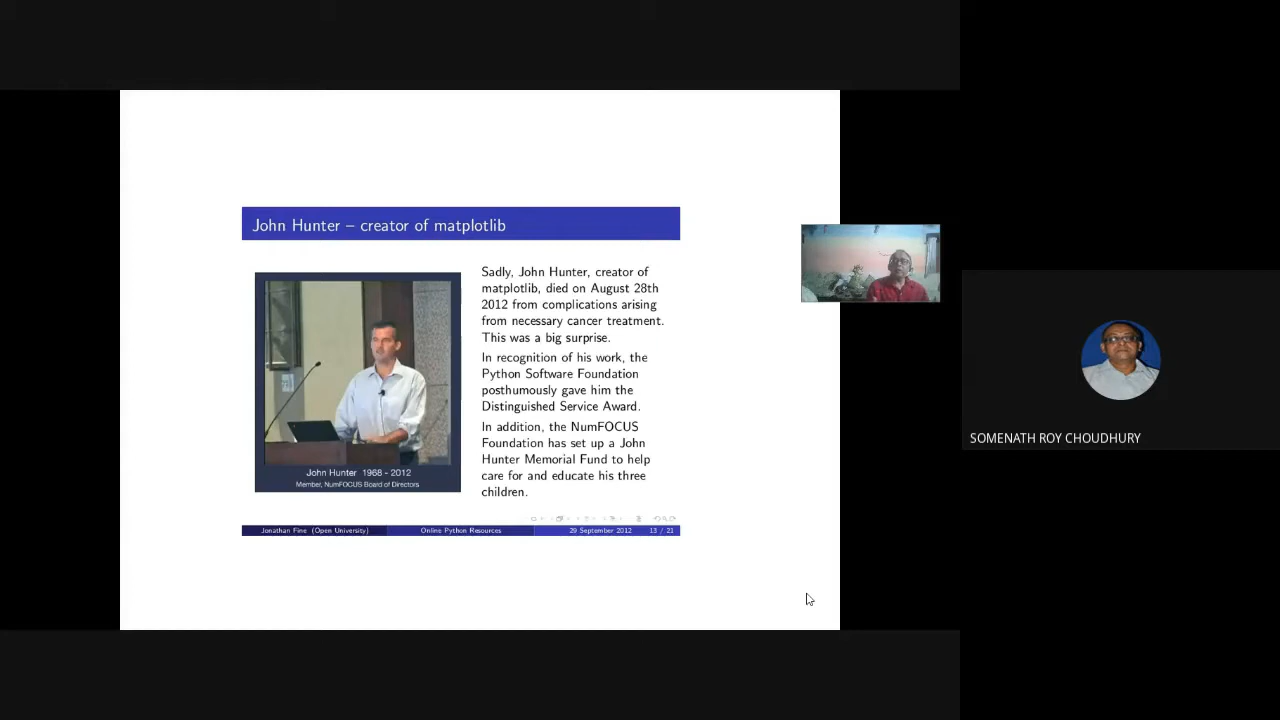 John Hunter – creator of matplotlib
Sadly, John Hunter, creator of
matplotlib, died on August 28th
2012 from complications arising
from necessary cancer treatment.
This was a big surprise.
In recognition of his work, the
Python Software Foundation
posthumously gave him the
Distinguished Service Award.
In addition, the NumFOCUS
Foundation has set up a John
Hunter Memorial Fund to help
care for and educate his three
children.
John Hunter 1968 - 2012
Member, NumFOCUS Board of Directors
Jonathan Fine (Open University) Online Python Resources 29 September 2012 13 / 21
SOMENATH ROY CHOUDHURY